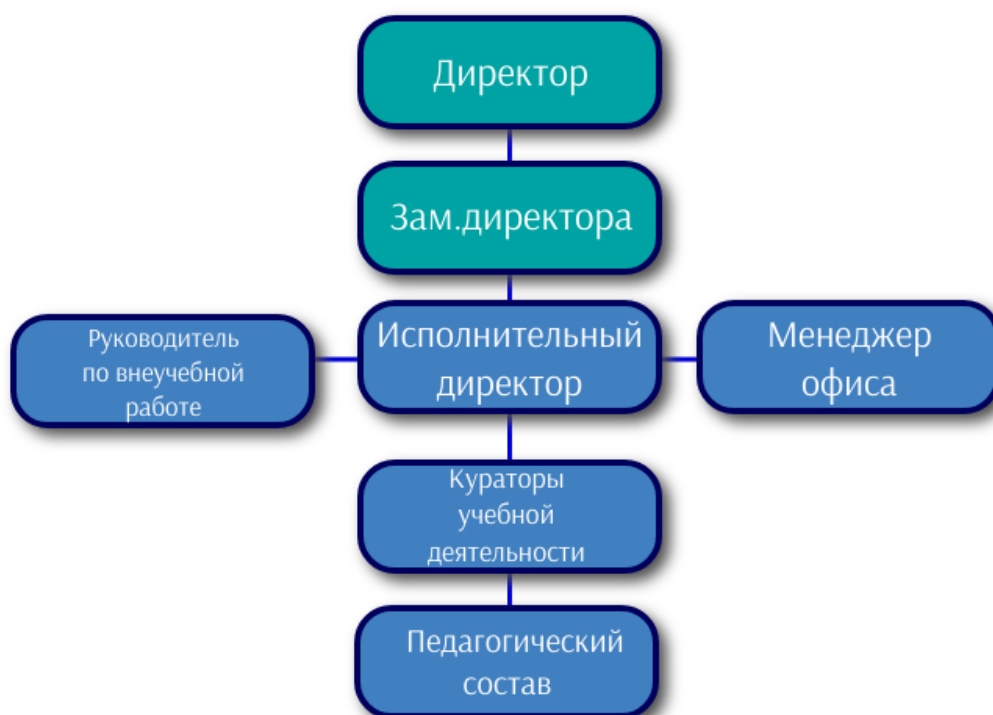 Директор
Зам.директора
Руководитель
по внеучебной
работе
Исполнительный
директор
Менеджер
офиса
Кураторы
учебной
деятельности
Педагогический
состав